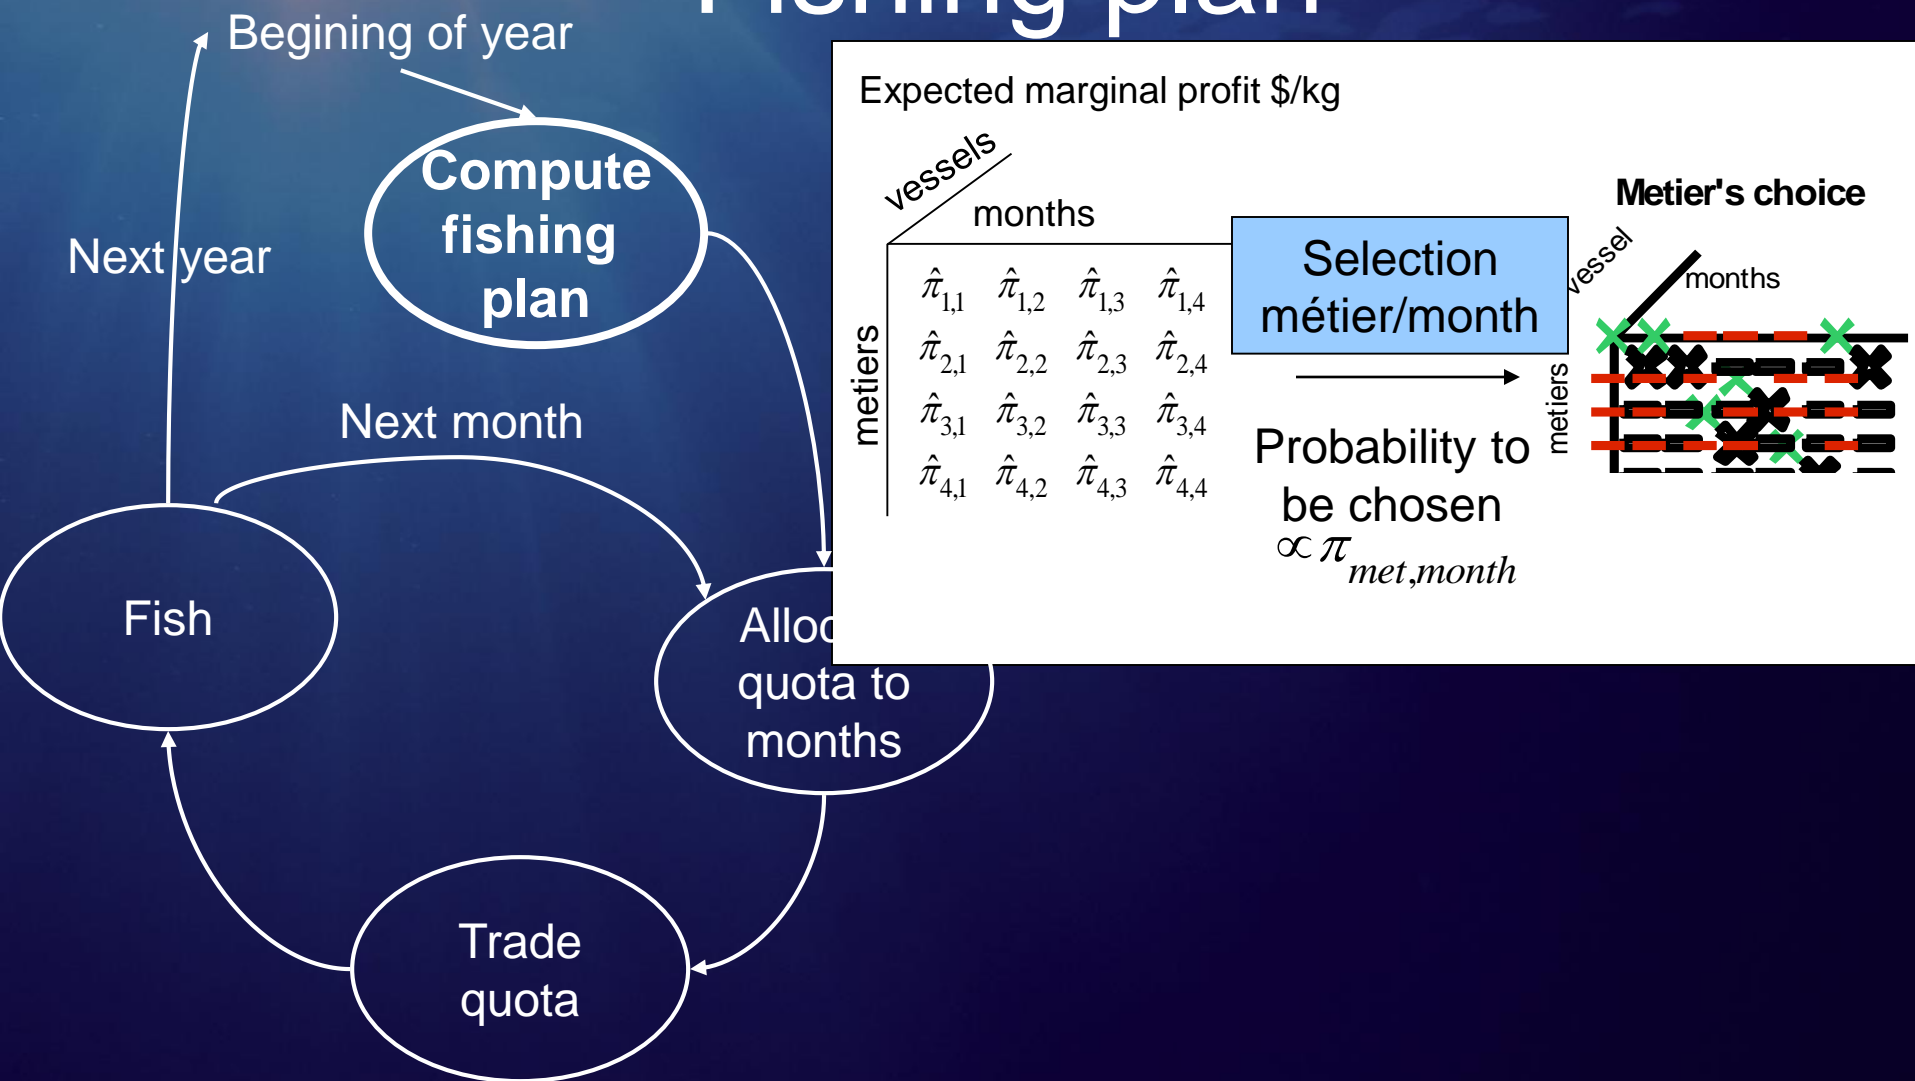 Fishing plan
Begining of year
Compute
fishing
plan
Next year
Next month
Fish
quota to
months
Trade
quota
Expected marginal profit $/kg
vessels
months
metiers
π̂1,1 π̂1,2 π̂1,3 π̂1,4
π̂2,1 π̂2,2 π̂2,3 π̂2,4
π̂3,1 π̂3,2 π̂3,3 π̂3,4
π̂4,1 π̂4,2 π̂4,3 π̂4,4
Selection
métier/month
Probability to
be chosen
∝ πmet,month
Metier's choice
vessel
months
metiers